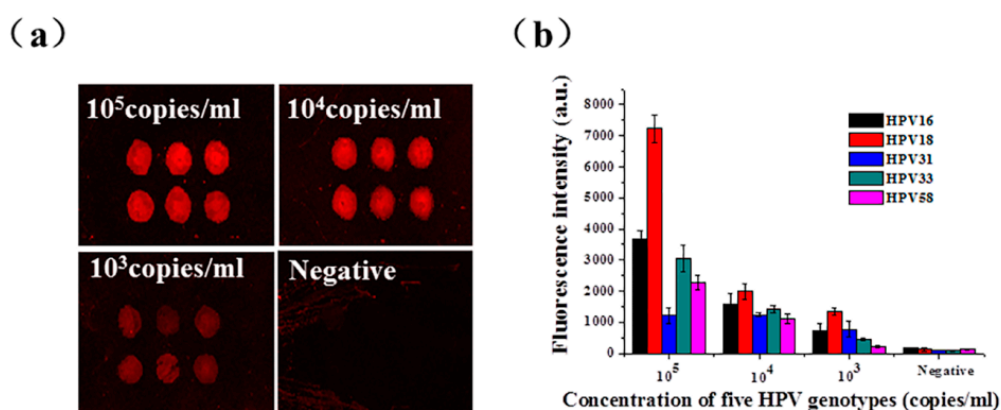 (a)
10⁵copies/ml
10⁴copies/ml
10³copies/ml
Negative
(b)
Fluorescence intensity (a.u.)
8000
7000
6000
5000
4000
3000
2000
1000
0
HPV16
HPV18
HPV31
HPV33
HPV58
10⁵
10⁴
10³
Negative
Concentration of five HPV genotypes (copies/ml)